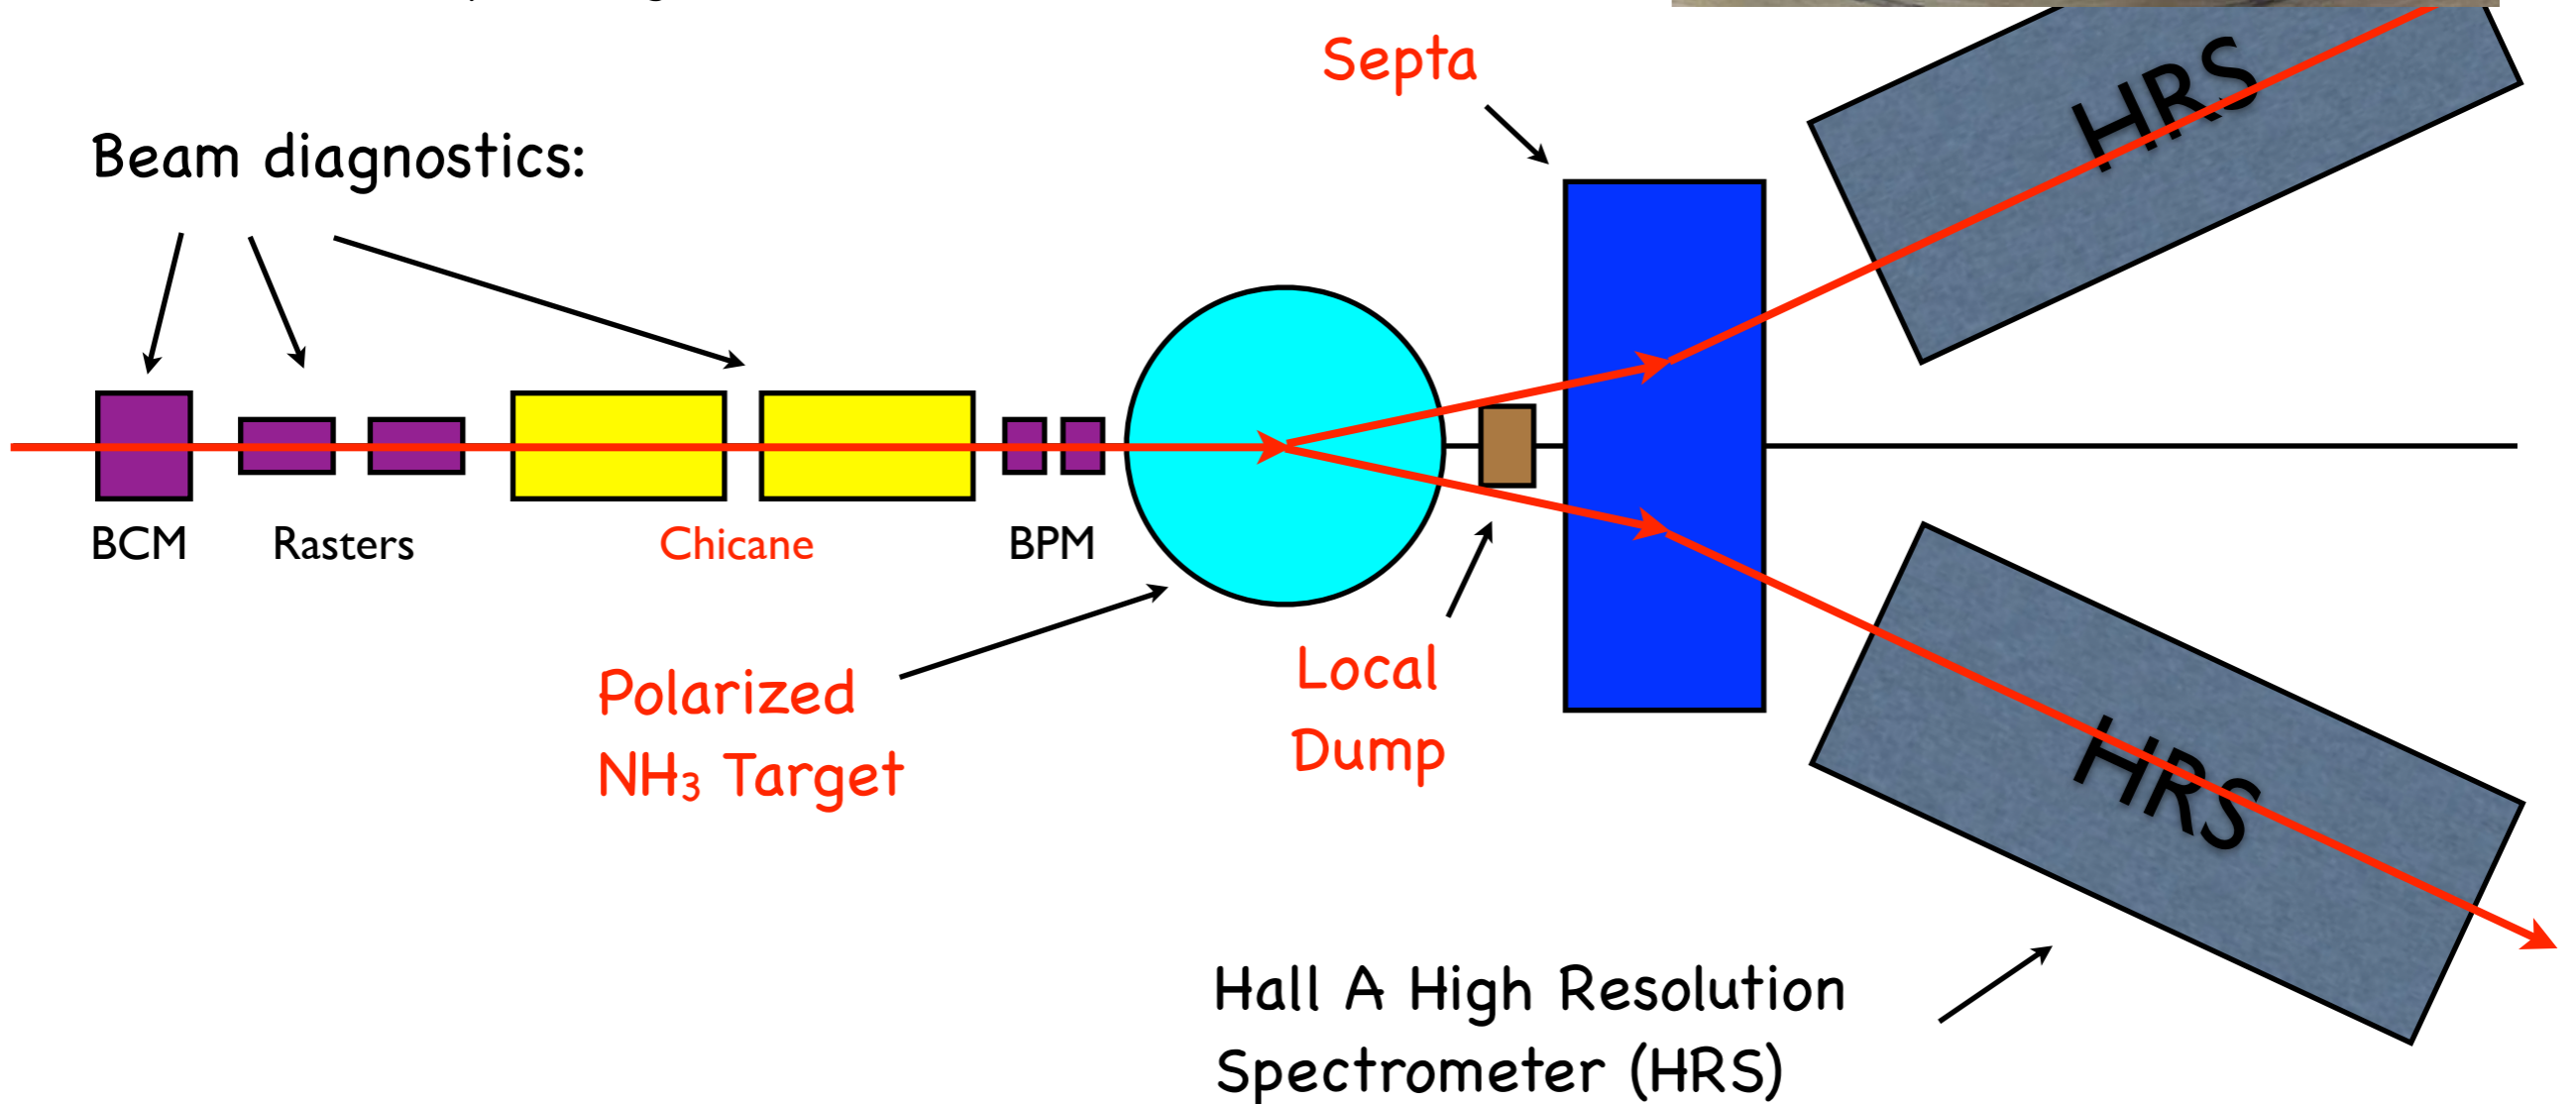 Septa
HRS
Beam diagnostics:
BCM
Rasters
Chicane
BPM
Polarized
NH₃ Target
Local
Dump
HRS
Hall A High Resolution
Spectrometer (HRS)